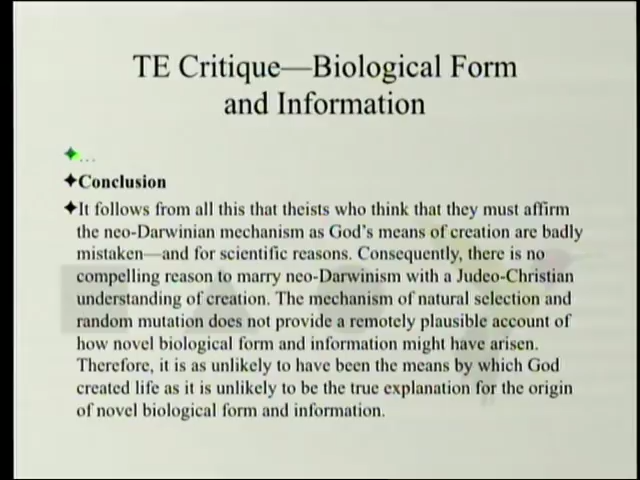 TE Critique—Biological Form
and Information
✦...
✦Conclusion
✦It follows from all this that theists who think that they must affirm
the neo-Darwinian mechanism as God's means of creation are badly
mistaken—and for scientific reasons. Consequently, there is no
compelling reason to marry neo-Darwinism with a Judeo-Christian
understanding of creation. The mechanism of natural selection and
random mutation does not provide a remotely plausible account of
how novel biological form and information might have arisen.
Therefore, it is as unlikely to have been the means by which God
created life as it is unlikely to be the true explanation for the origin
of novel biological form and information.